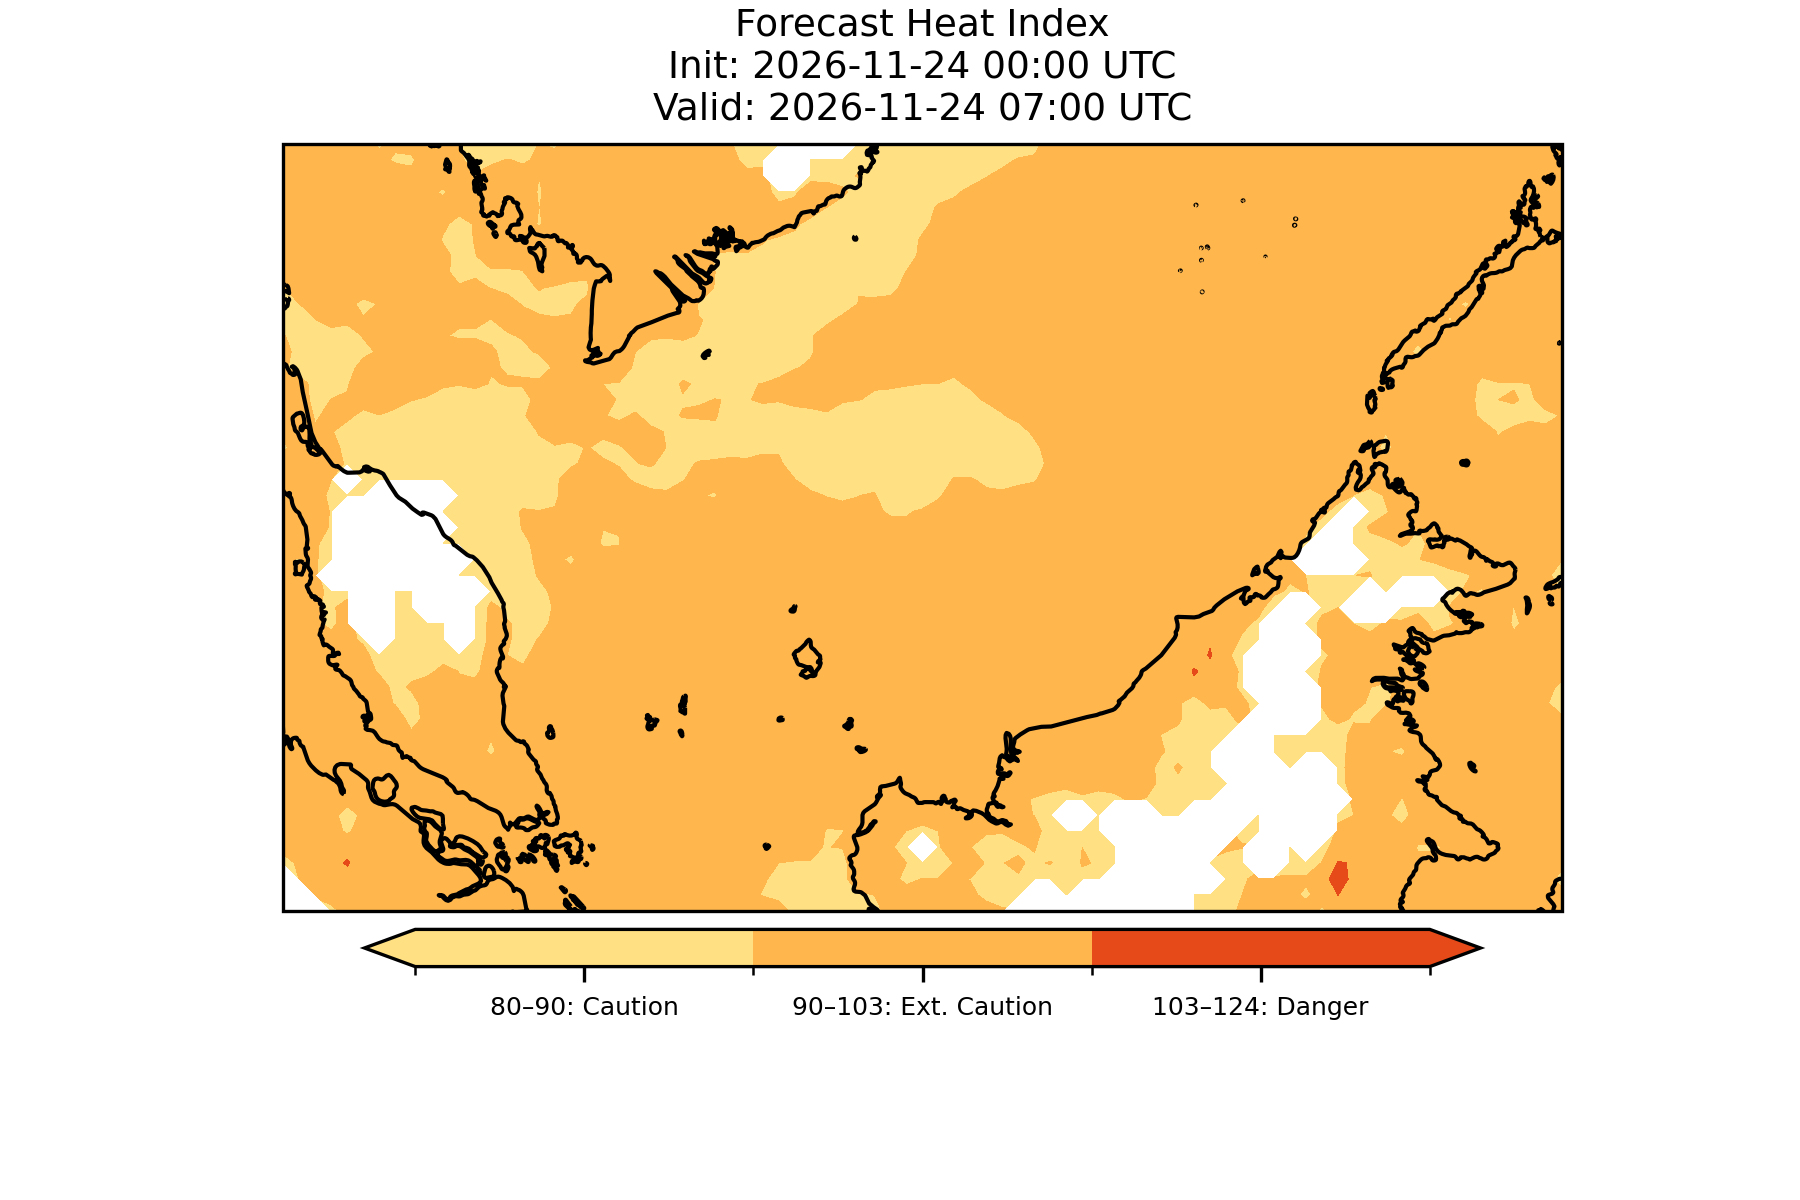 Forecast Heat Index
Init: 2026-11-24 00:00 UTC
Valid: 2026-11-24 07:00 UTC
80–90: Caution
90–103: Ext. Caution
103–124: Danger